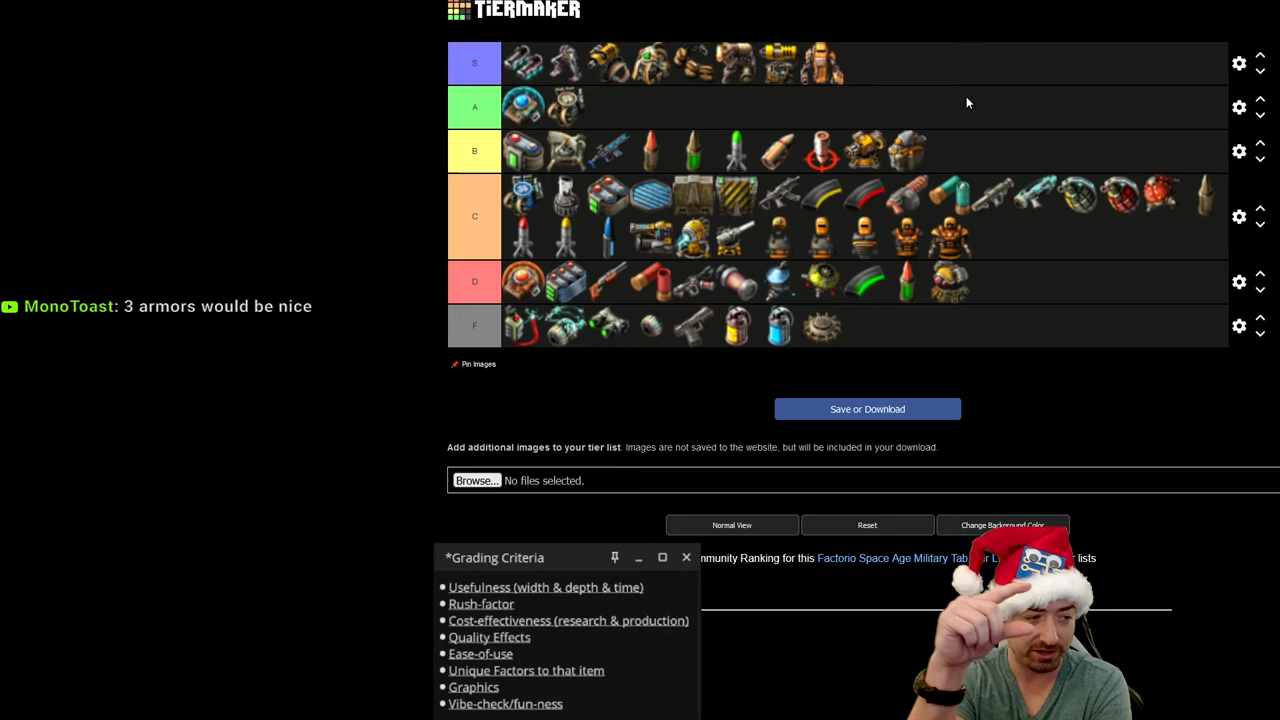 TiERMAKER
S
A
B
C
D
F
MonoToast: 3 armors would be nice
Pin Images
Save or Download
Add additional images to your tier list. Images are not saved to the website, but will be included in your download.
Browse... No files selected.
Normal View
Reset
Change Background Color
mmunity Ranking for this Factorio Space Age Military Tab
lists
*Grading Criteria
• Usefulness (width & depth & time)
• Rush-factor
• Cost-effectiveness (research & production)
• Quality Effects
• Ease-of-use
• Unique Factors to that item
• Graphics
• Vibe-check/fun-ness